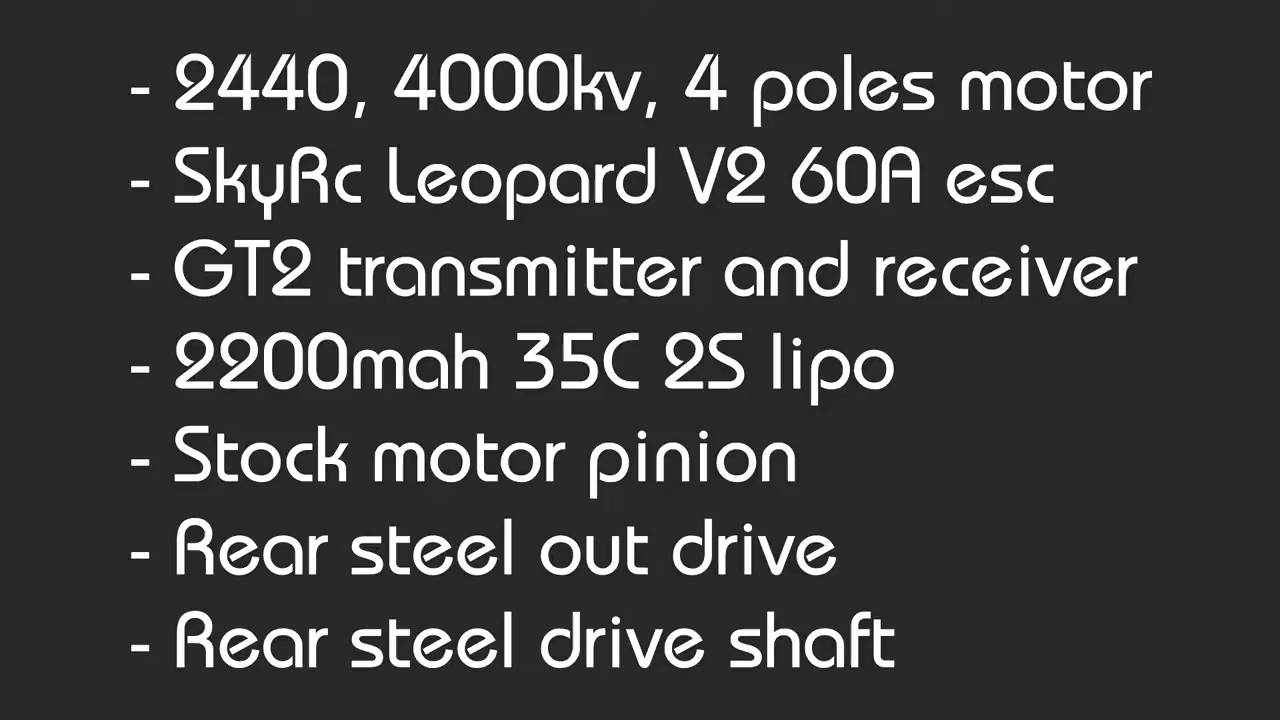 - 2440, 4000kv, 4 poles motor
- SkyRc Leopard V2 60A esc
- GT2 transmitter and receiver
- 2200mah 35C 2S lipo
- Stock motor pinion
- Rear steel out drive
- Rear steel drive shaft